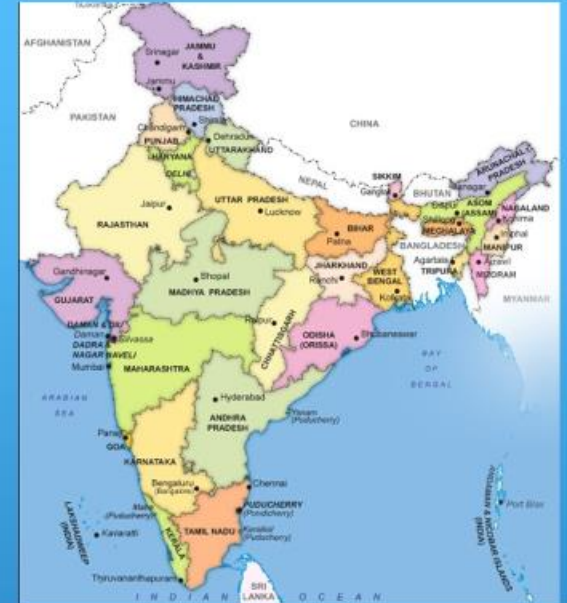 AFGHANISTAN
Srinagar
JAMMU
&
KASHMIR
Jammu
PAKISTAN
HIMACHAL
PRADESH
Shimla
Chandigarh
PUNJAB
Dehradun
UTTARAKHAND
HARYANA
DELHI
CHINA
NEPAL
SIKKIM
Gangtok
BHUTAN
ARUNACHAL
PRADESH
Itanagar
ASOM
(ASSAM)
Dispur
NAGALAND
Kohima
Shillong
MEGHALAYA
Imphal
MANIPUR
BANGLADESH
Agartala
TRIPURA
Aizawl
MIZORAM
MYANMAR
Jaipur
RAJASTHAN
UTTAR PRADESH
Lucknow
BIHAR
Patna
JHARKHAND
Ranchi
WEST
BENGAL
Kolkata
Gandhinagar
GUJARAT
Bhopal
MADHYA PRADESH
Raipur
CHHATTISGARH
ODISHA
(ORISSA)
Bhubaneswar
DAMAN & DIU
Daman
Silvassa
DADRA &
NAGAR HAVELI
Mumbai
MAHARASHTRA
BAY
OF
BENGAL
ARABIAN
SEA
Hyderabad
ANDHRA
PRADESH
Yanam
(Puducherry)
Panaji
GOA
KARNATAKA
Bengaluru
(Bangalore)
Chennai
Mahe
(Puducherry)
PUDUCHERRY
(Pondicherry)
TAMIL NADU
Karaikal
(Puducherry)
KERALA
LAKSHADWEEP
(INDIA)
Kavaratti
Thiruvananthapuram
SRI
LANKA
INDIAN OCEAN
ANDAMAN & NICOBAR ISLANDS
(INDIA)
Port Blair